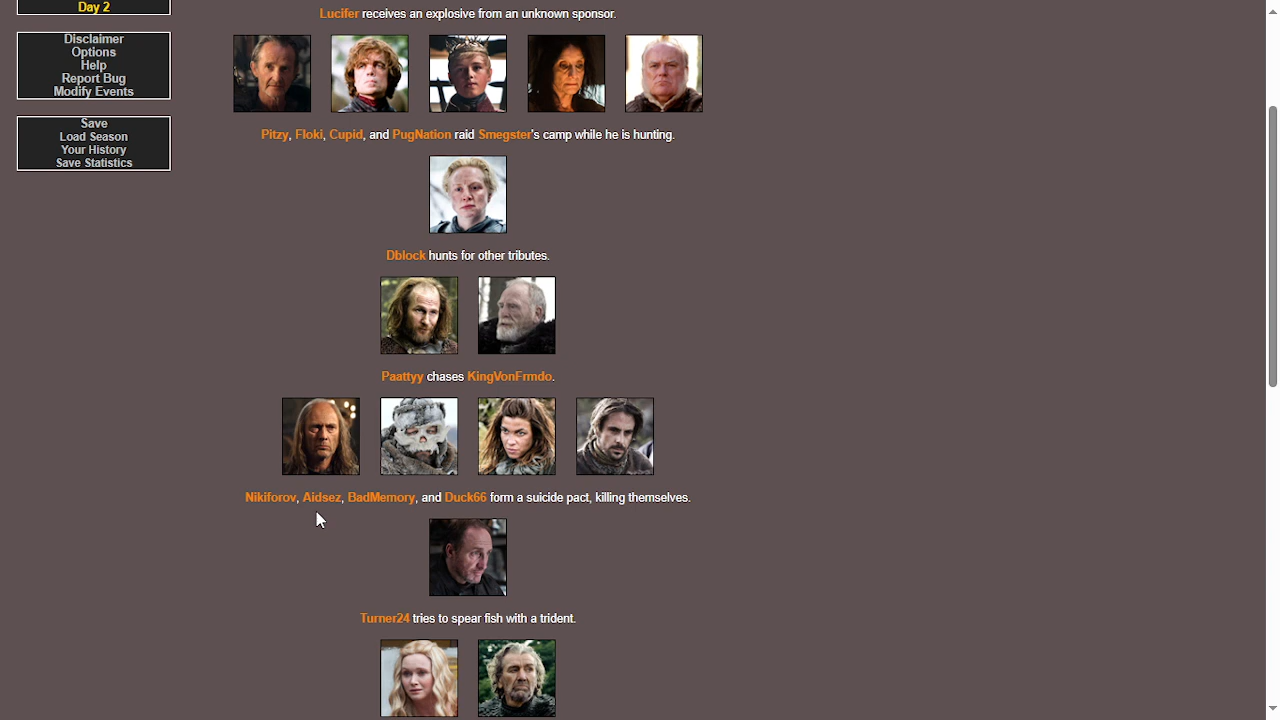 Day 2
Disclaimer
Options
Help
Report Bug
Modify Events
Save
Load Season
Your History
Save Statistics
Lucifer receives an explosive from an unknown sponsor.
Pitzy, Floki, Cupid, and PugNation raid Smegster's camp while he is hunting.
Dblock hunts for other tributes.
Paattyy chases KingVonFrmdo.
Nikiforov, Aidsez, BadMemory, and Duck66 form a suicide pact, killing themselves.
Turner24 tries to spear fish with a trident.